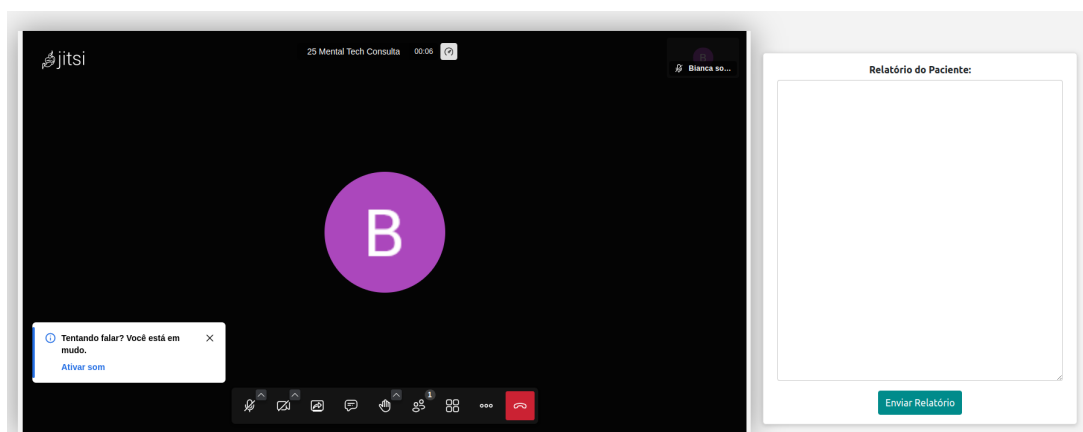 jitsi
25 Mental Tech Consulta 00:06
B
Bianca so...
B
Tentando falar? Você está em
mudo.
Ativar som
1
Relatório do Paciente:
Enviar Relatório